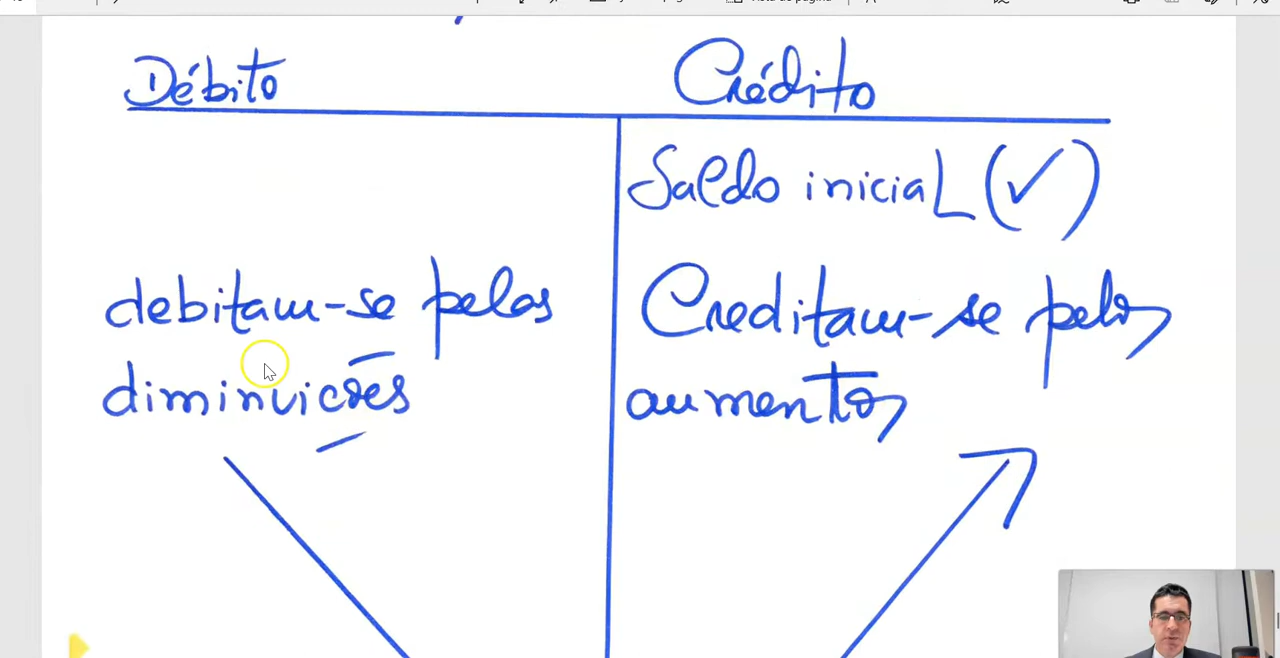 Débito
Crédito
Saldo inicial (✓)
debitam-se pelas
diminuições
Creditam-se pelos
aumentos